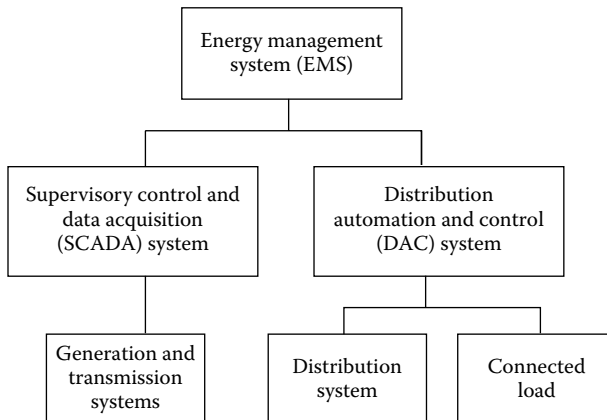 Energy management
system (EMS)
Supervisory control and
data acquisition
(SCADA) system
Distribution
automation and control
(DAC) system
Generation and
transmission
systems
Distribution
system
Connected
load